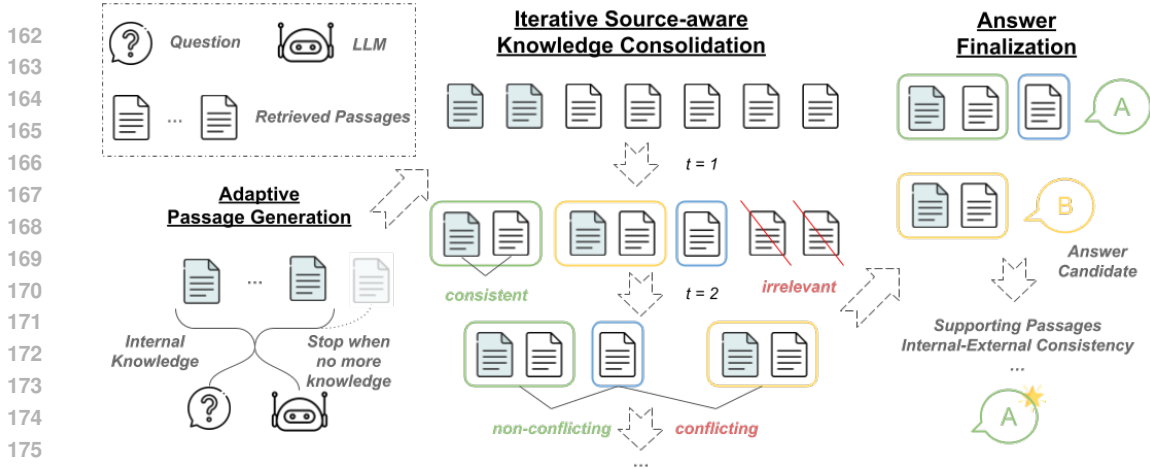 162
163
164
165
166
167
168
169
170
171
172
173
174
175
Question
LLM
...
Retrieved Passages
Adaptive
Passage Generation
...
Internal
Knowledge
Stop when
no more
knowledge
Iterative Source-aware
Knowledge Consolidation
t = 1
consistent
irrelevant
t = 2
non-conflicting
conflicting
...
Answer
Finalization
A
B
Answer
Candidate
Supporting Passages
Internal-External Consistency
...
A